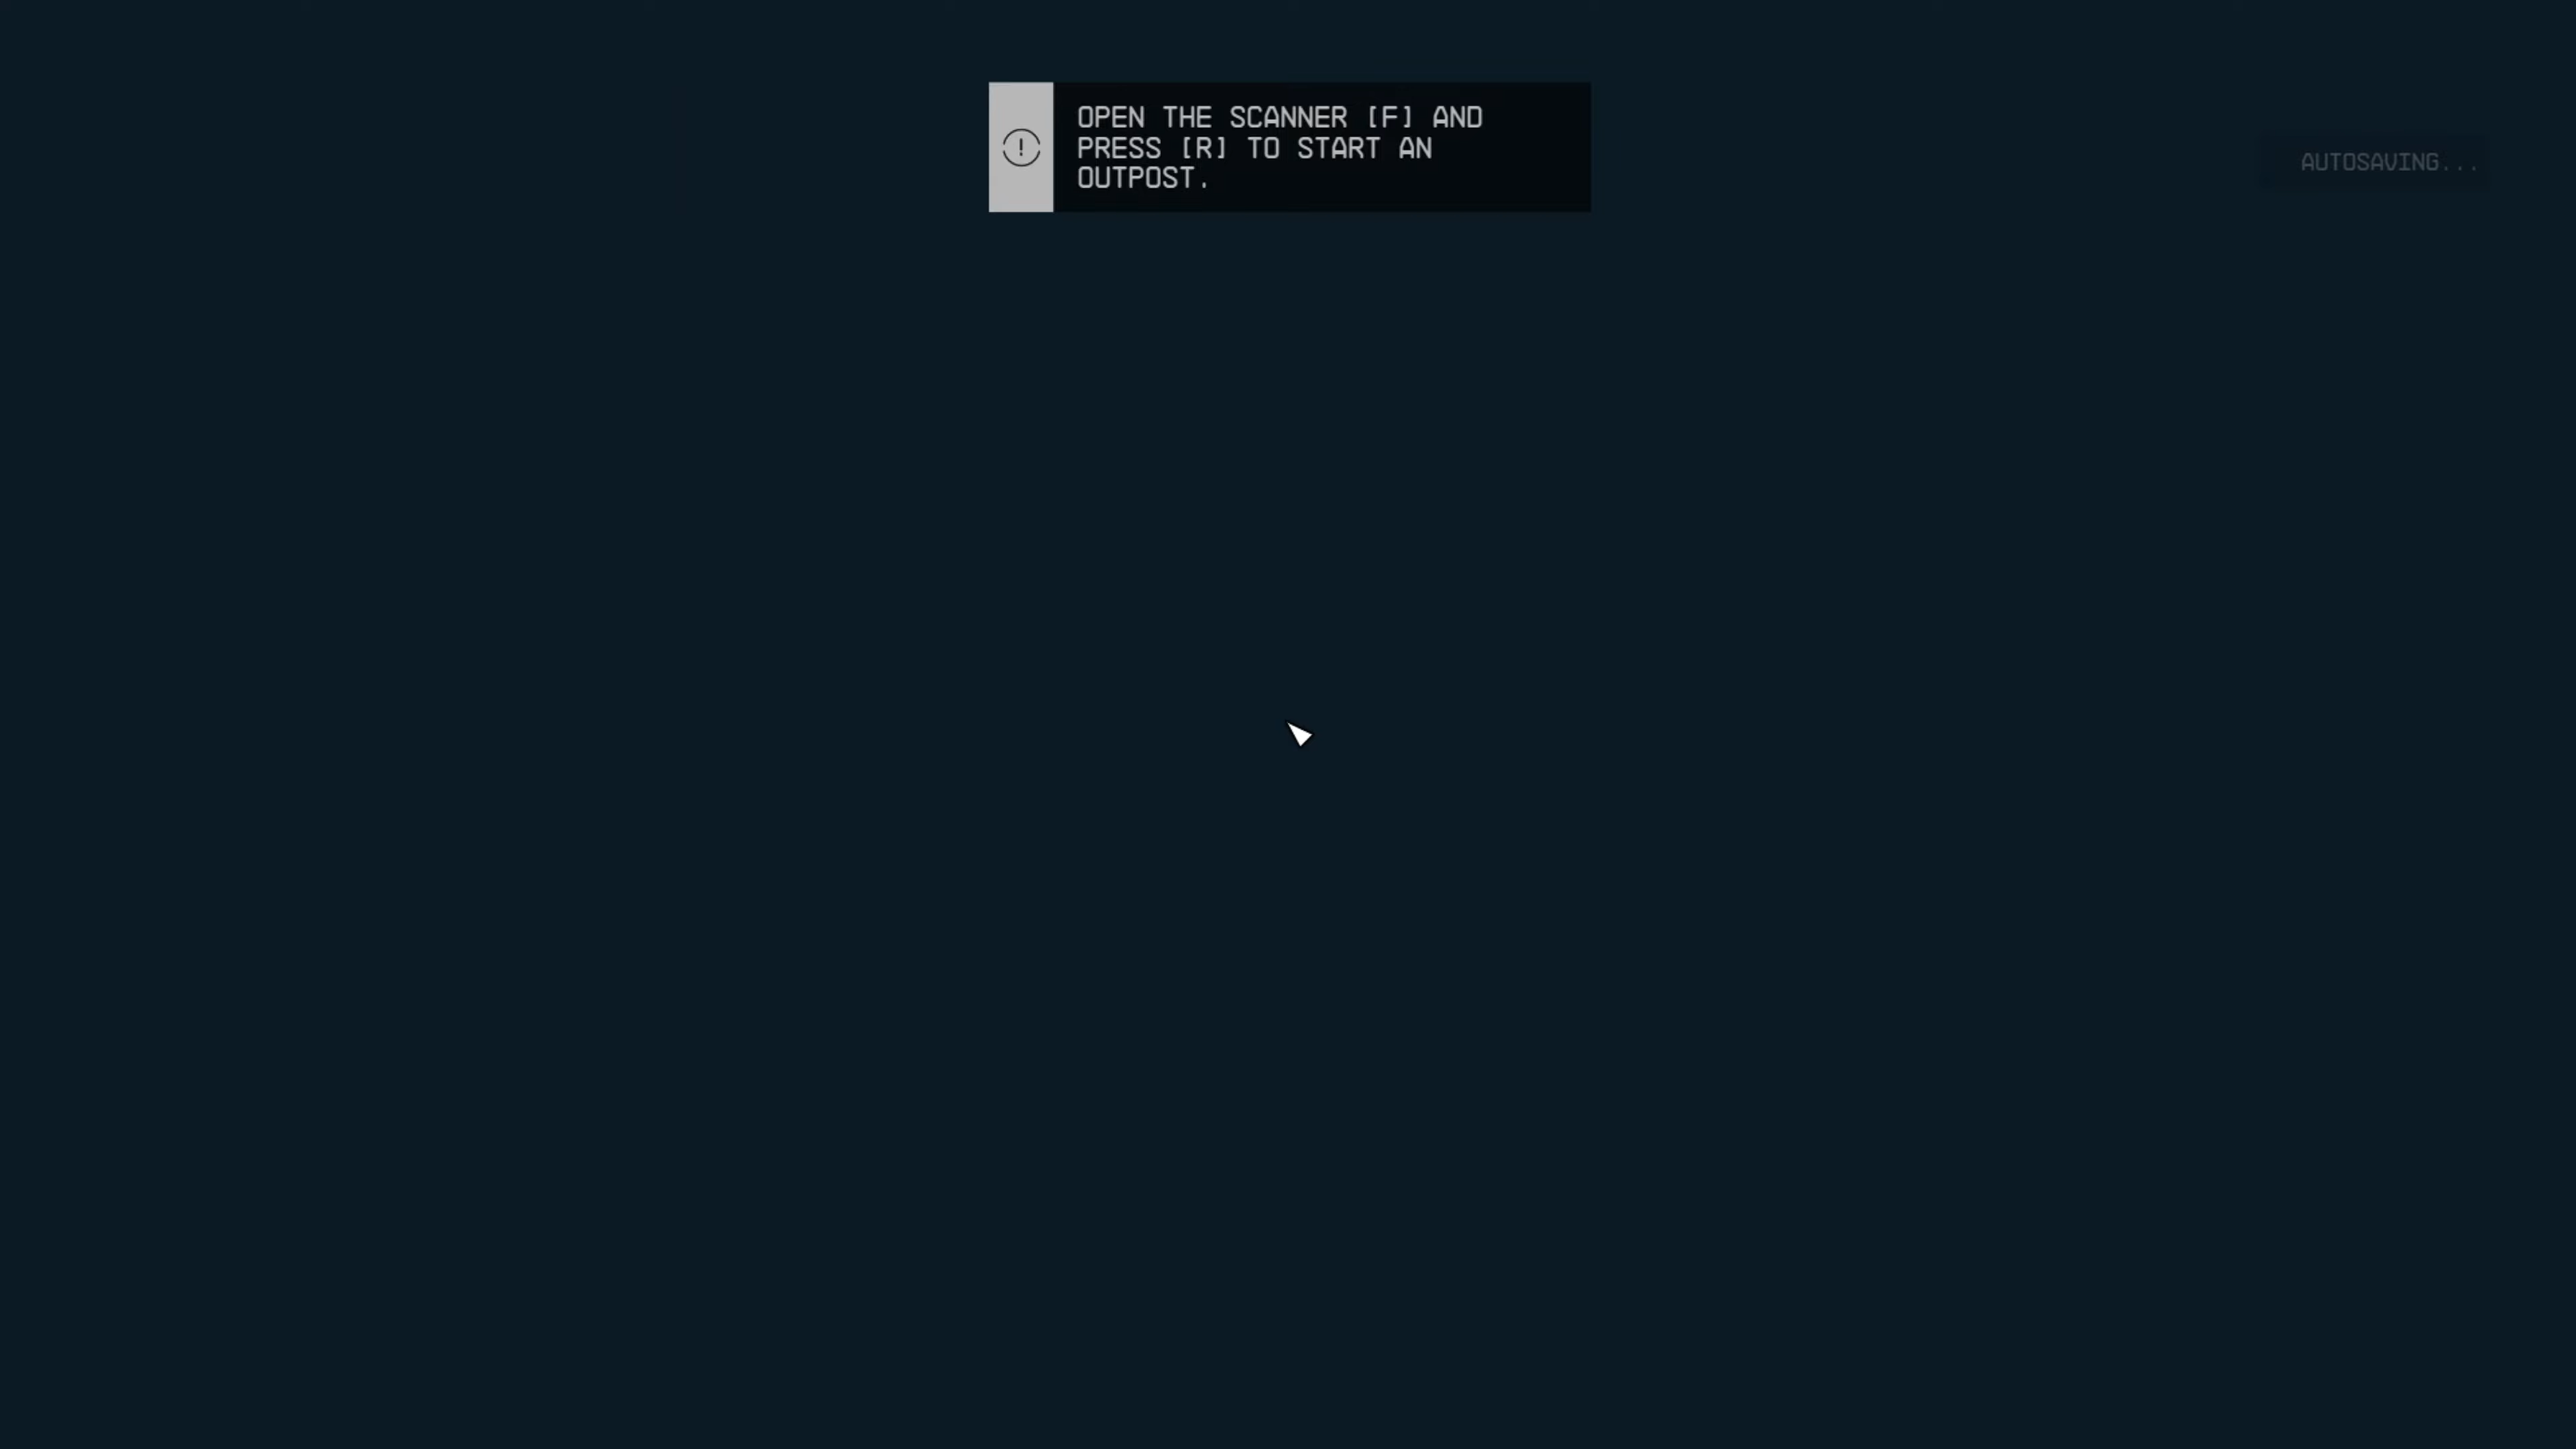 OPEN THE SCANNER [F] AND
PRESS [R] TO START AN
OUTPOST.
AUTOSAVING...